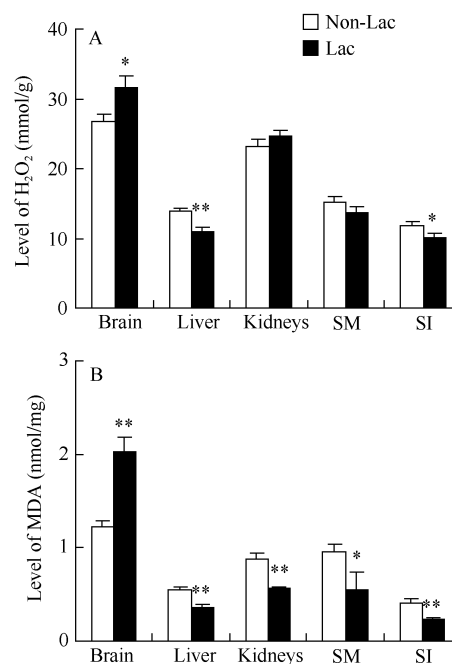 Non-Lac
Lac
A
40
30
20
10
0
Level of H₂O₂ (mmol/g)
*
**
*
Brain Liver Kidneys SM SI
B
3
2
1
0
Level of MDA (nmol/mg)
**
**
**
*
**
Brain Liver Kidneys SM SI